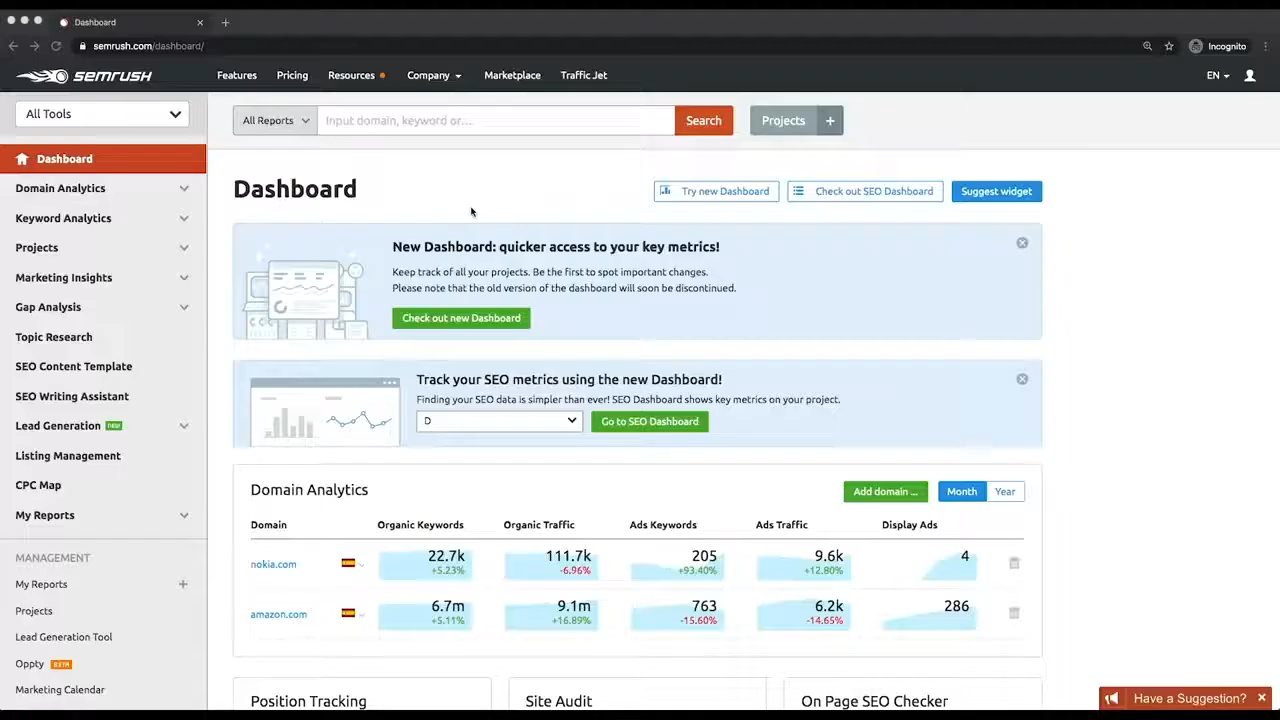 Dashboard
semrush.com/dashboard/
Incognito
SEMRUSH
Features
Pricing
Resources
Company
Marketplace
Traffic Jet
EN
All Tools
All Reports
Input domain, keyword or...
Search
Projects
+
Dashboard
Domain Analytics
Keyword Analytics
Projects
Marketing Insights
Gap Analysis
Topic Research
SEO Content Template
SEO Writing Assistant
Lead Generation NEW
Listing Management
CPC Map
My Reports
MANAGEMENT
My Reports +
Projects
Lead Generation Tool
Oppty BETA
Marketing Calendar
Dashboard
Try new Dashboard
Check out SEO Dashboard
Suggest widget
New Dashboard: quicker access to your key metrics!
Keep track of all your projects. Be the first to spot important changes.
Please note that the old version of the dashboard will soon be discontinued.
Check out new Dashboard
Track your SEO metrics using the new Dashboard!
Finding your SEO data is simpler than ever! SEO Dashboard shows key metrics on your project.
D
Go to SEO Dashboard
Domain Analytics
Add domain ...
Month
Year
Domain Organic Keywords Organic Traffic Ads Keywords Ads Traffic Display Ads
nokia.com 22.7k 111.7k 205 9.6k 4
+5.23% -6.96% +93.40% +12.80%
amazon.com 6.7m 9.1m 763 6.2k 286
+5.11% +16.89% -15.60% -14.65%
Position Tracking
Site Audit
On Page SEO Checker
Have a Suggestion?